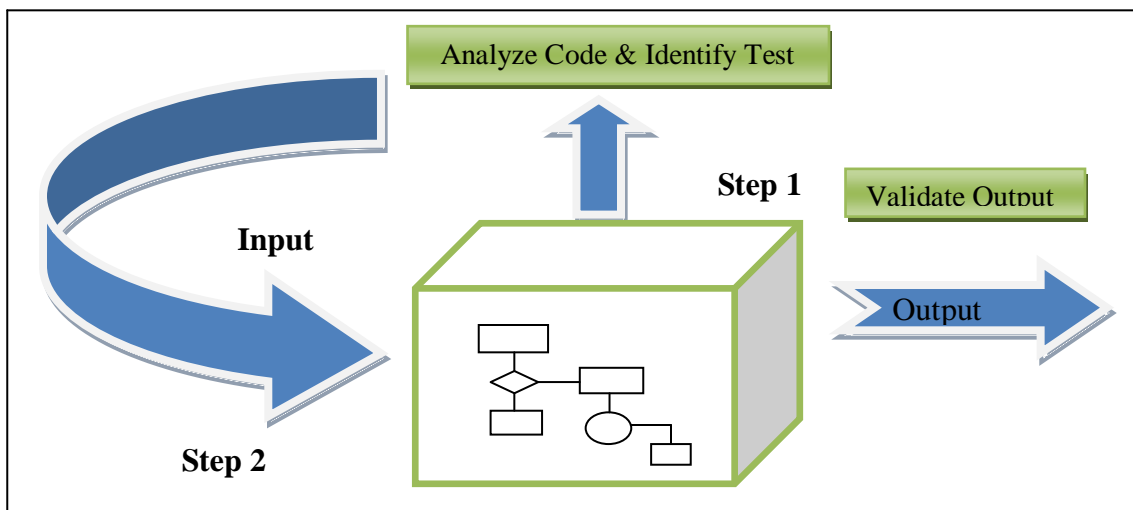 Analyze Code & Identify Test
Step 1
Validate Output
Input
Output
Step 2